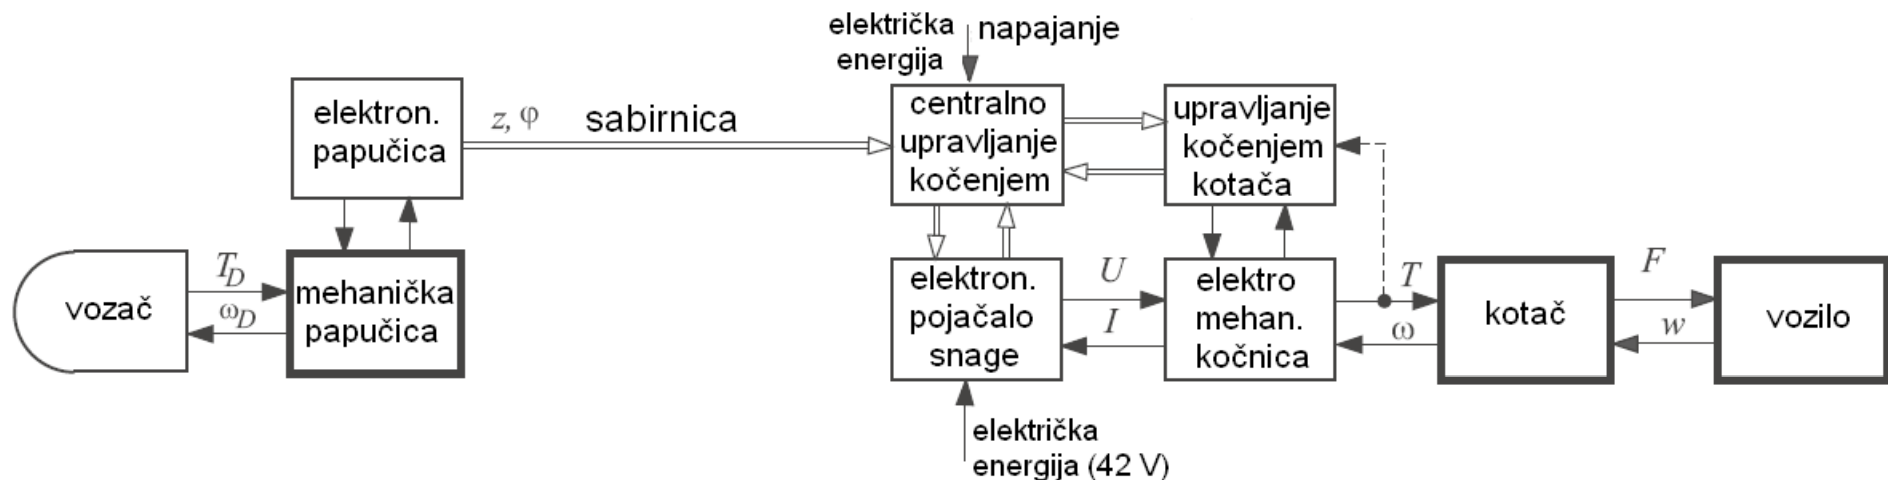 električka
energija
napajanje
elektron.
papučica
z, φ
sabirnica
centralno
upravljanje
kočenjem
upravljanje
kočenjem
kotača
vozač
T_D
ω_D
mehanička
papučica
elektron.
pojačalo
snage
U
I
elektro
mehan.
kočnica
T
ω
kotač
F
w
vozilo
električka
energija (42 V)